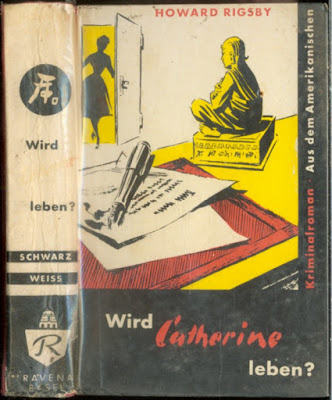 Wird
leben?
SCHWARZ
WEISS
R
RAVENA
HOWARD RIGSBY
Kriminalroman · Aus dem Amerikanischen
Wird Catherine
leben?